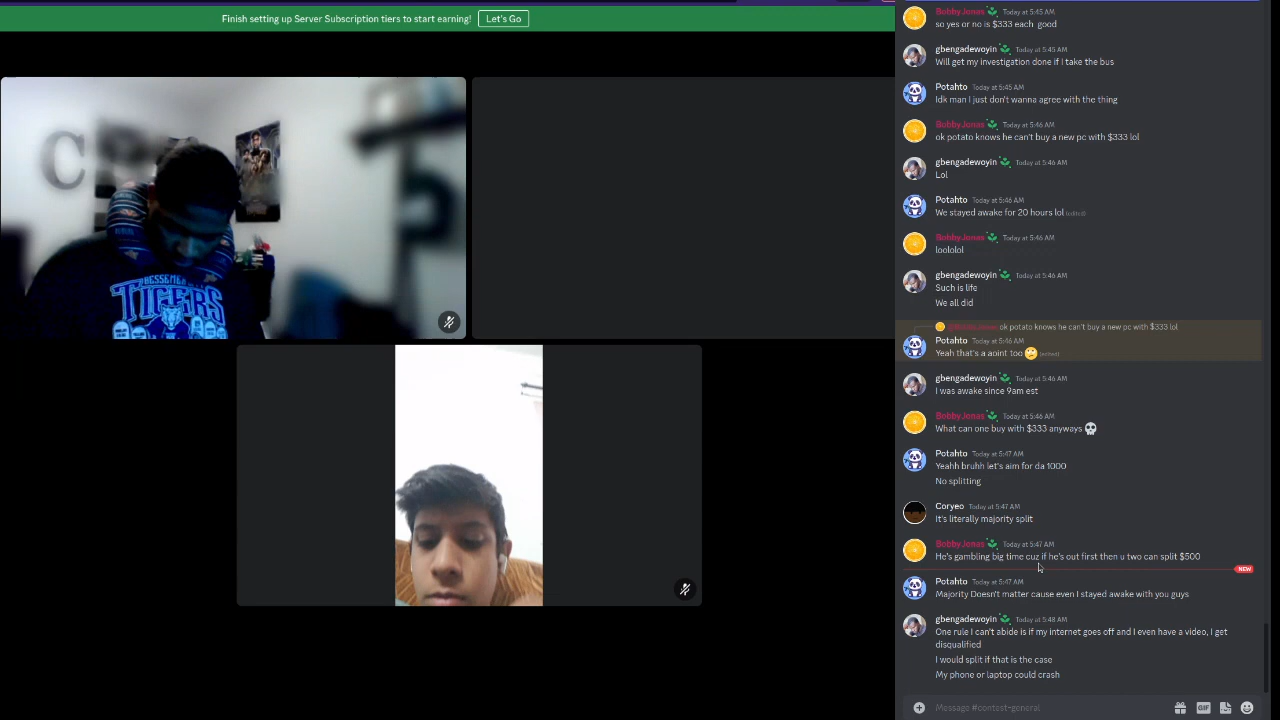 Finish setting up Server Subscription tiers to start earning! Let's Go
C
BESSEMER
TIGERS
BobbyJones Today at 5:45 AM
so yes or no is $333 each good
gbengadewoyin Today at 5:45 AM
Will get my investigation done if I take the bus
Potahto Today at 5:45 AM
Idk man I just don't wanna agree with the thing
BobbyJones Today at 5:46 AM
ok potato knows he can't buy a new pc with $333 lol
gbengadewoyin Today at 5:46 AM
Lol
Potahto Today at 5:46 AM
We stayed awake for 20 hours lol (edited)
BobbyJones Today at 5:46 AM
loololol
gbengadewoyin Today at 5:46 AM
Such is life
We all did
@BobbyJones ok potato knows he can't buy a new pc with $333 lol
Potahto Today at 5:46 AM
Yeah that's a aoint too 🙄 (edited)
gbengadewoyin Today at 5:46 AM
I was awake since 9am est
BobbyJones Today at 5:46 AM
What can one buy with $333 anyways 💀
Potahto Today at 5:47 AM
Yeahh bruhh let's aim for da 1000
No splitting
Coryeo Today at 5:47 AM
It's literally majority split
BobbyJones Today at 5:47 AM
He's gambling big time cuz if he's out first then u two can split $500
NEW
Potahto Today at 5:47 AM
Majority Doesn't matter cause even I stayed awake with you guys
gbengadewoyin Today at 5:48 AM
One rule I can't abide is if my internet goes off and I even have a video, I get
disqualified
I would split if that is the case
My phone or laptop could crash
Message #contest-general
GIF